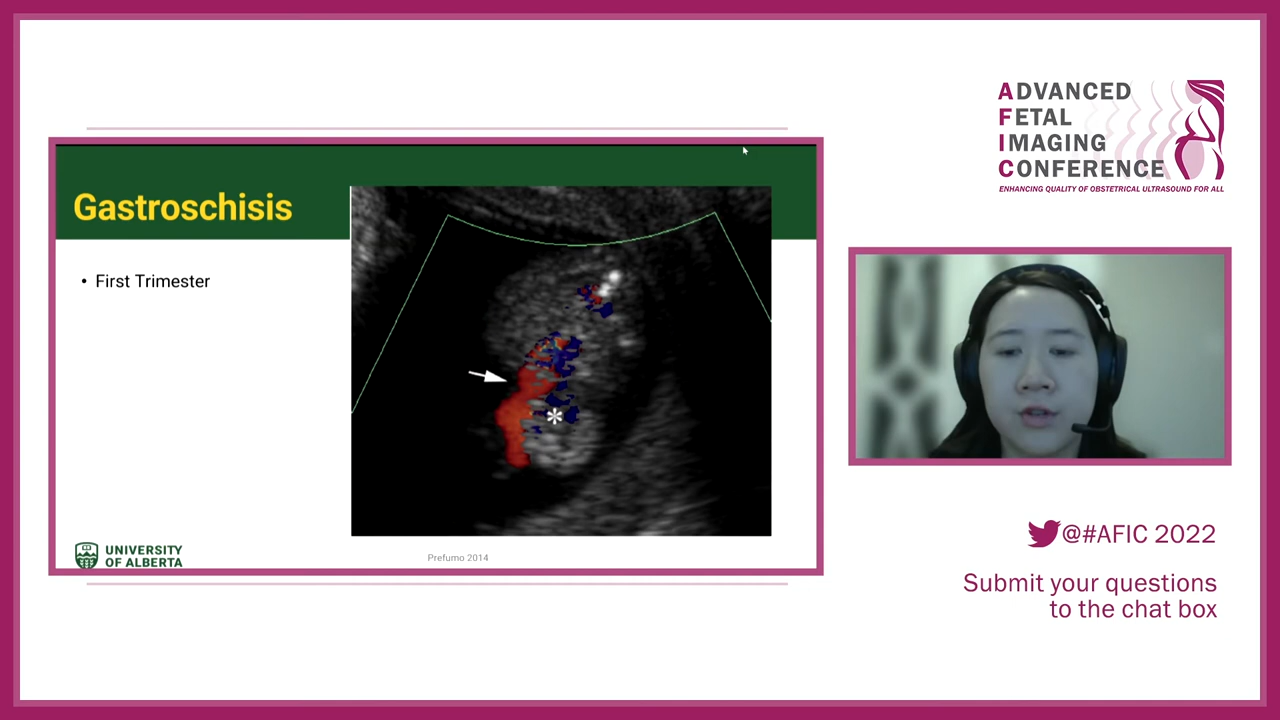 Gastroschisis
• First Trimester
*
UNIVERSITY
OF ALBERTA
Prefumo 2014
ADVANCED
FETAL
IMAGING
CONFERENCE
ENHANCING QUALITY OF OBSTETRICAL ULTRASOUND FOR ALL
@#AFIC 2022
Submit your questions
to the chat box